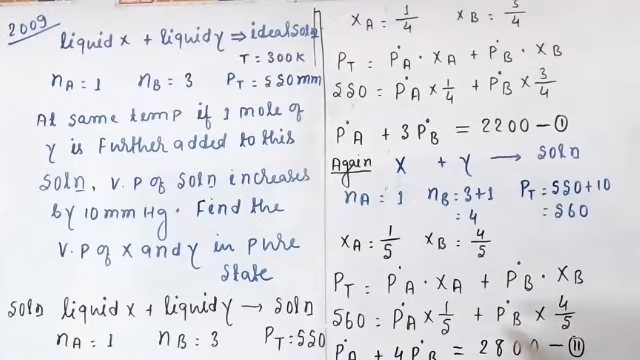 2009
liquid x + liquid y ⇒ ideal soln
T = 300 K
nA = 1 nB = 3 PT = 550 mm
At same temp if 1 mole of
y is further added to this
soln, V.P of soln increases
by 10 mm Hg. Find the
V.P of x and y in pure
state
soln liquid x + liquid y → soln
nA = 1 nB = 3 PT = 550
xA = 1/4 xB = 3/4
PT = P°A · xA + P°B · xB
550 = P°A × 1/4 + P°B × 3/4
P°A + 3P°B = 2200 — (I)
Again x + y → soln
nA = 1 nB = 3+1 PT = 550+10
= 4 = 560
xA = 1/5 xB = 4/5
PT = P°A · xA + P°B · xB
560 = P°A × 1/5 + P°B × 4/5
P°A + 4P°B = 2800 — (II)